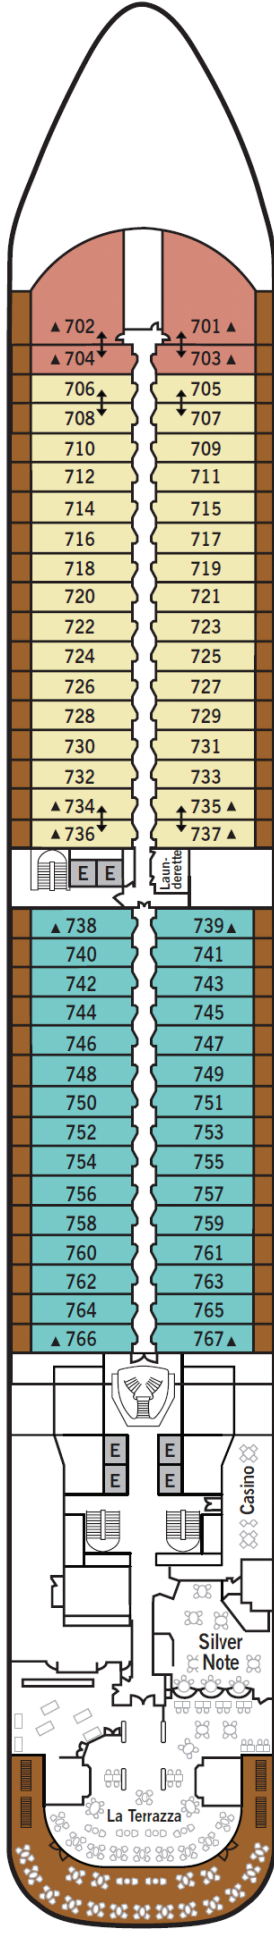 ▲ 702 701 ▲
▲ 704 703 ▲
706 705
708 707
710 709
712 711
714 715
716 717
718 719
720 721
722 723
724 725
726 727
728 729
730 731
732 733
▲ 734 735 ▲
▲ 736 737 ▲
E E
Laun-
derette
▲ 738 739 ▲
740 741
742 743
744 745
746 747
748 749
750 751
752 753
754 755
756 757
758 759
760 761
762 763
764 765
▲ 766 767 ▲
E E
E E
Casino
Silver
Note
La Terrazza